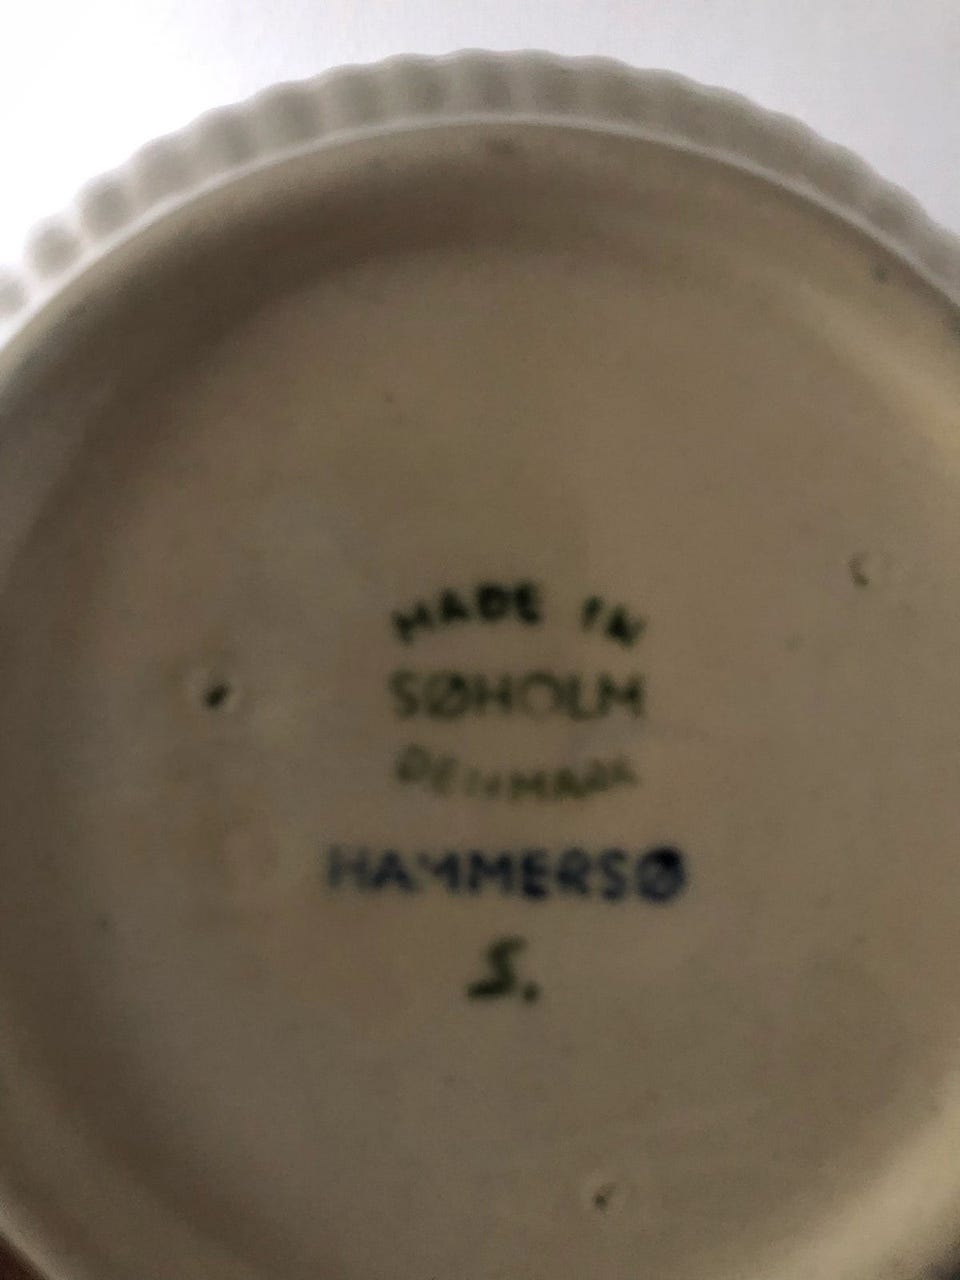 MADE IN
SØHOLM
DENMARK
HAMMERSØ
S.